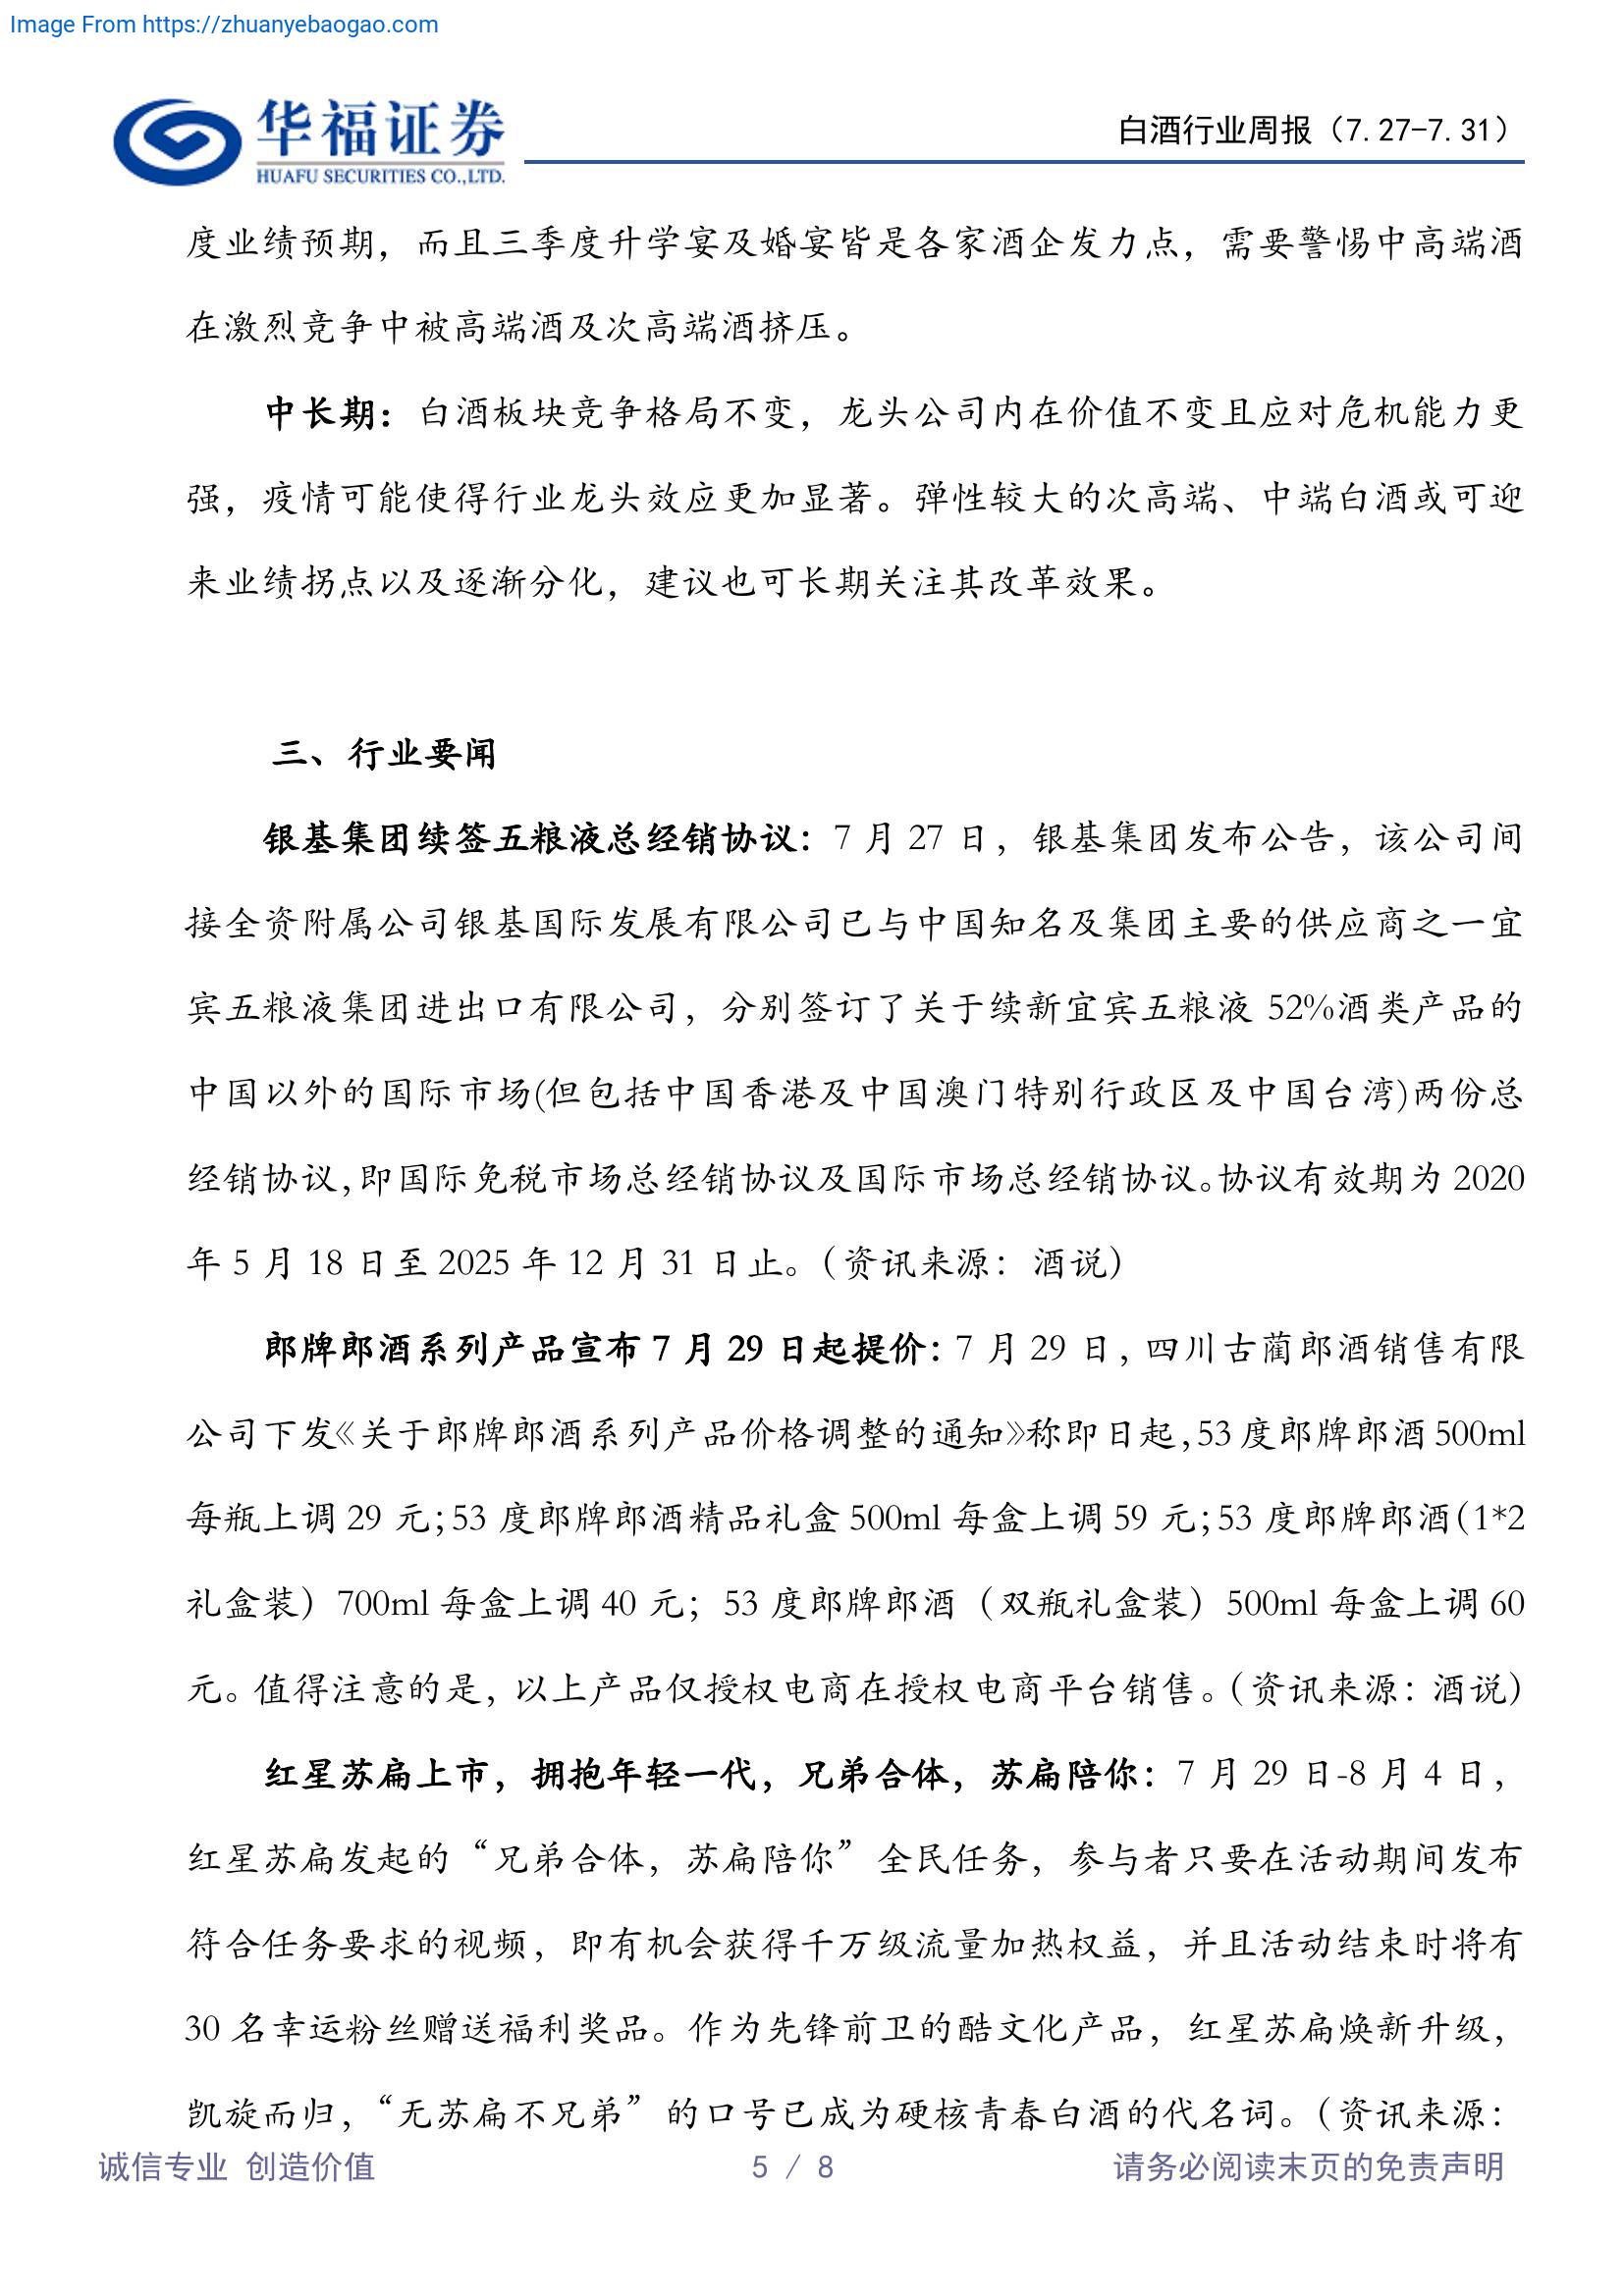 Image From https://zhuanyebaogao.com
华福证券
HUAFU SECURITIES CO.,LTD.
白酒行业周报（7.27-7.31）
度业绩预期，而且三季度升学宴及婚宴皆是各家酒企发力点，需要警惕中高端酒
在激烈竞争中被高端酒及次高端酒挤压。
中长期：白酒板块竞争格局不变，龙头公司内在价值不变且应对危机能力更
强，疫情可能使得行业龙头效应更加显著。弹性较大的次高端、中端白酒或可迎
来业绩拐点以及逐渐分化，建议也可长期关注其改革效果。
三、行业要闻
银基集团续签五粮液总经销协议：7 月 27 日，银基集团发布公告，该公司间
接全资附属公司银基国际发展有限公司已与中国知名及集团主要的供应商之一宜
宾五粮液集团进出口有限公司，分别签订了关于续新宜宾五粮液 52%酒类产品的
中国以外的国际市场(但包括中国香港及中国澳门特别行政区及中国台湾)两份总
经销协议，即国际免税市场总经销协议及国际市场总经销协议。协议有效期为 2020
年 5 月 18 日至 2025 年 12 月 31 日止。（资讯来源：酒说）
郎牌郎酒系列产品宣布 7 月 29 日起提价：7 月 29 日，四川古蔺郎酒销售有限
公司下发《关于郎牌郎酒系列产品价格调整的通知》称即日起，53 度郎牌郎酒 500ml
每瓶上调 29 元；53 度郎牌郎酒精品礼盒 500ml 每盒上调 59 元；53 度郎牌郎酒（1*2
礼盒装）700ml 每盒上调 40 元；53 度郎牌郎酒（双瓶礼盒装）500ml 每盒上调 60
元。值得注意的是，以上产品仅授权电商在授权电商平台销售。（资讯来源：酒说）
红星苏扁上市，拥抱年轻一代，兄弟合体，苏扁陪你：7 月 29 日-8 月 4 日，
红星苏扁发起的“兄弟合体，苏扁陪你”全民任务，参与者只要在活动期间发布
符合任务要求的视频，即有机会获得千万级流量加热权益，并且活动结束时将有
30 名幸运粉丝赠送福利奖品。作为先锋前卫的酷文化产品，红星苏扁焕新升级，
凯旋而归，“无苏扁不兄弟”的口号已成为硬核青春白酒的代名词。（资讯来源：
诚信专业 创造价值
5 / 8
请务必阅读末页的免责声明